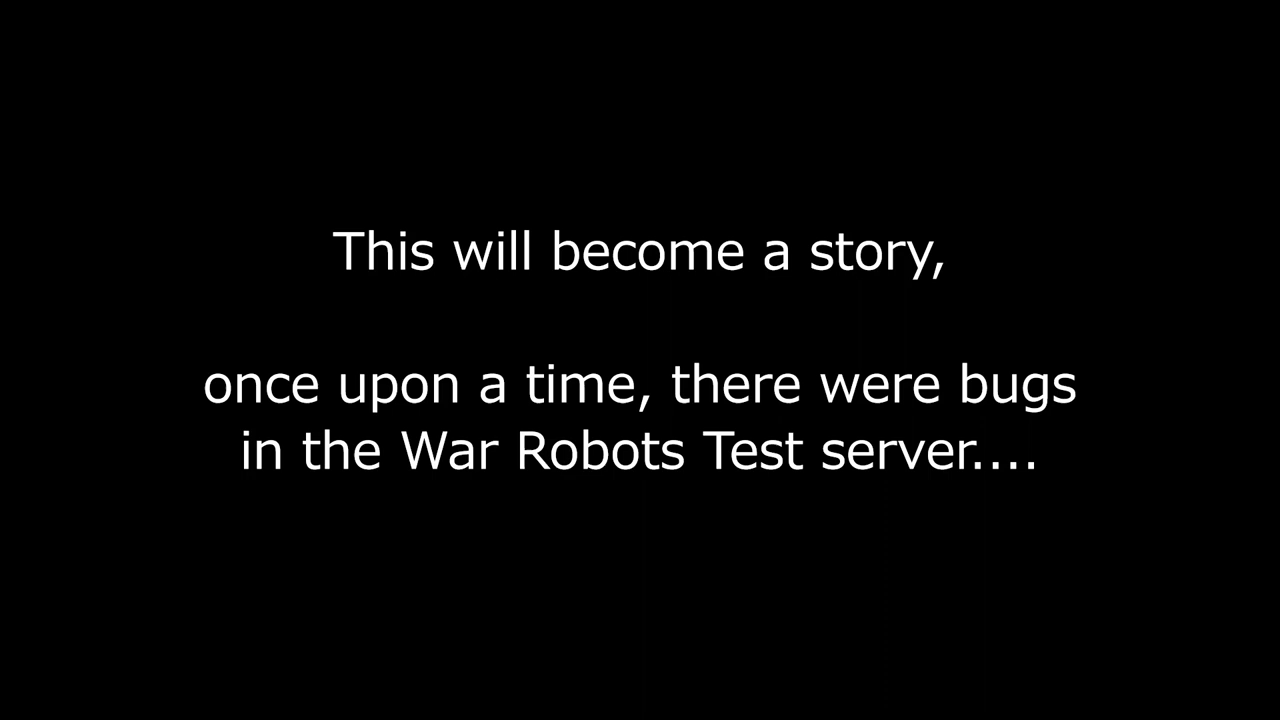 This will become a story,
once upon a time, there were bugs
in the War Robots Test server....